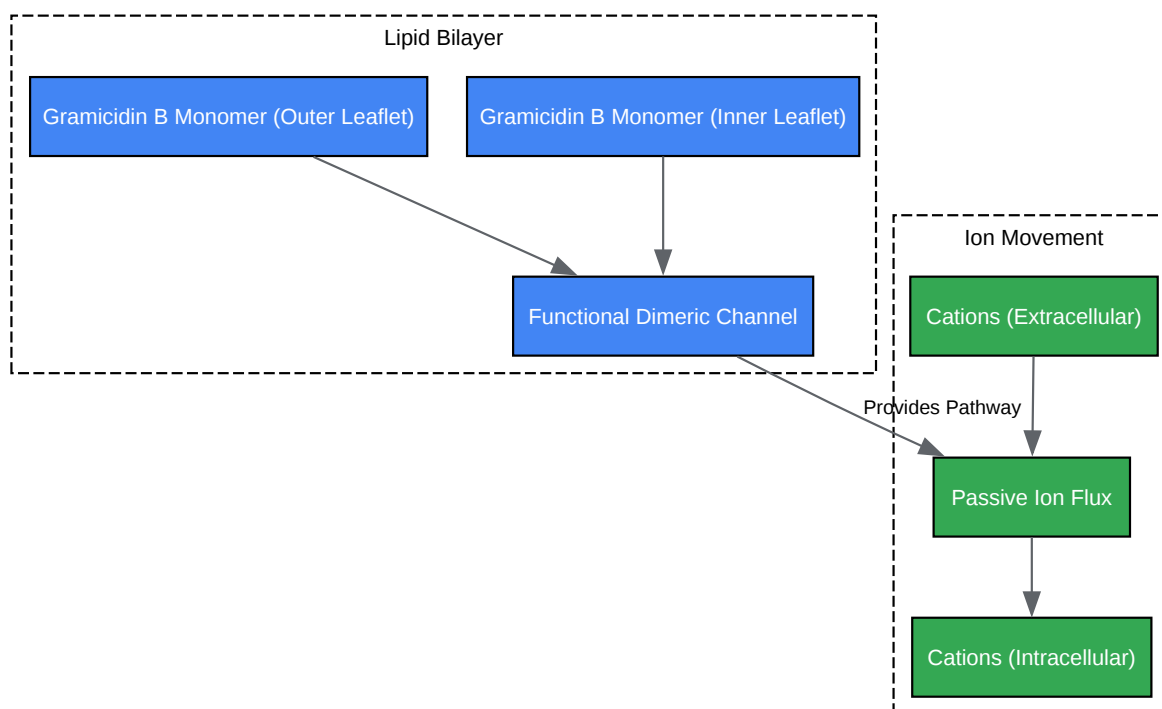 Lipid Bilayer
Gramicidin B Monomer (Outer Leaflet)
Gramicidin B Monomer (Inner Leaflet)
Functional Dimeric Channel
Ion Movement
Cations (Extracellular)
Provides Pathway
Passive Ion Flux
Cations (Intracellular)